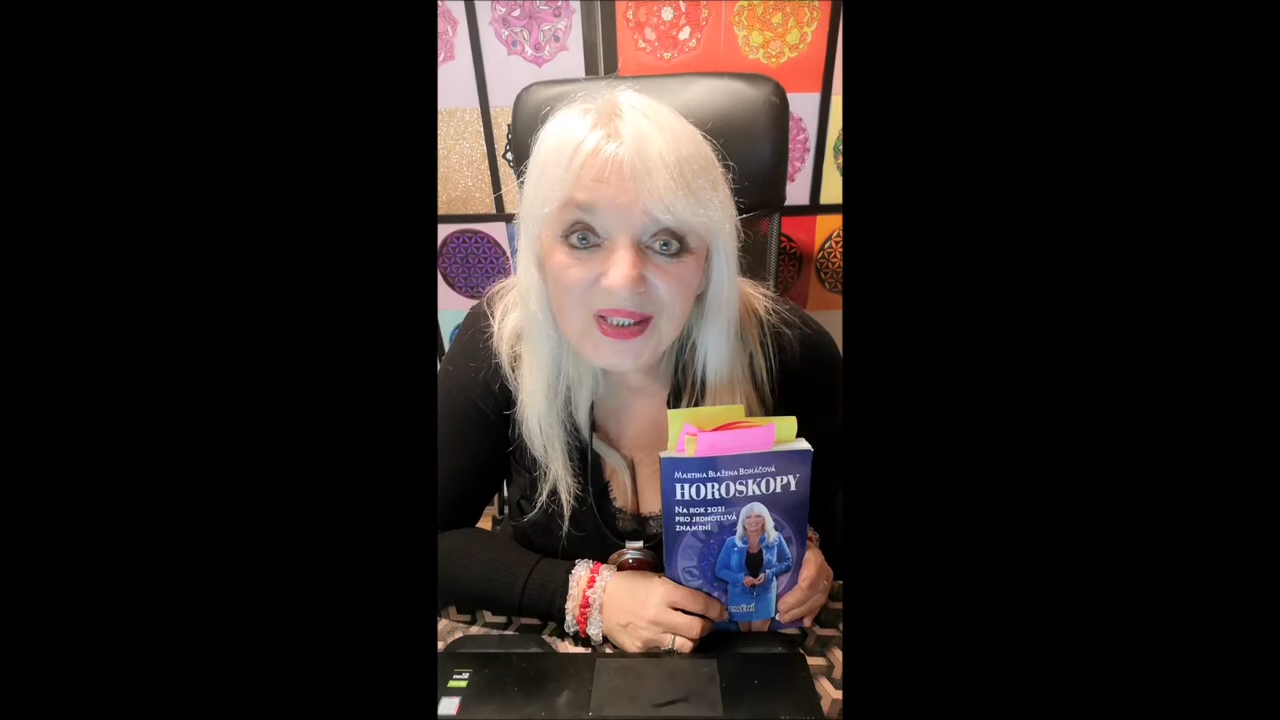 MARTINA BLAŽENA BOHÁČOVÁ
HOROSKOPY
NA ROK 2021
PRO JEDNOTLIVÁ
ZNAMENÍ